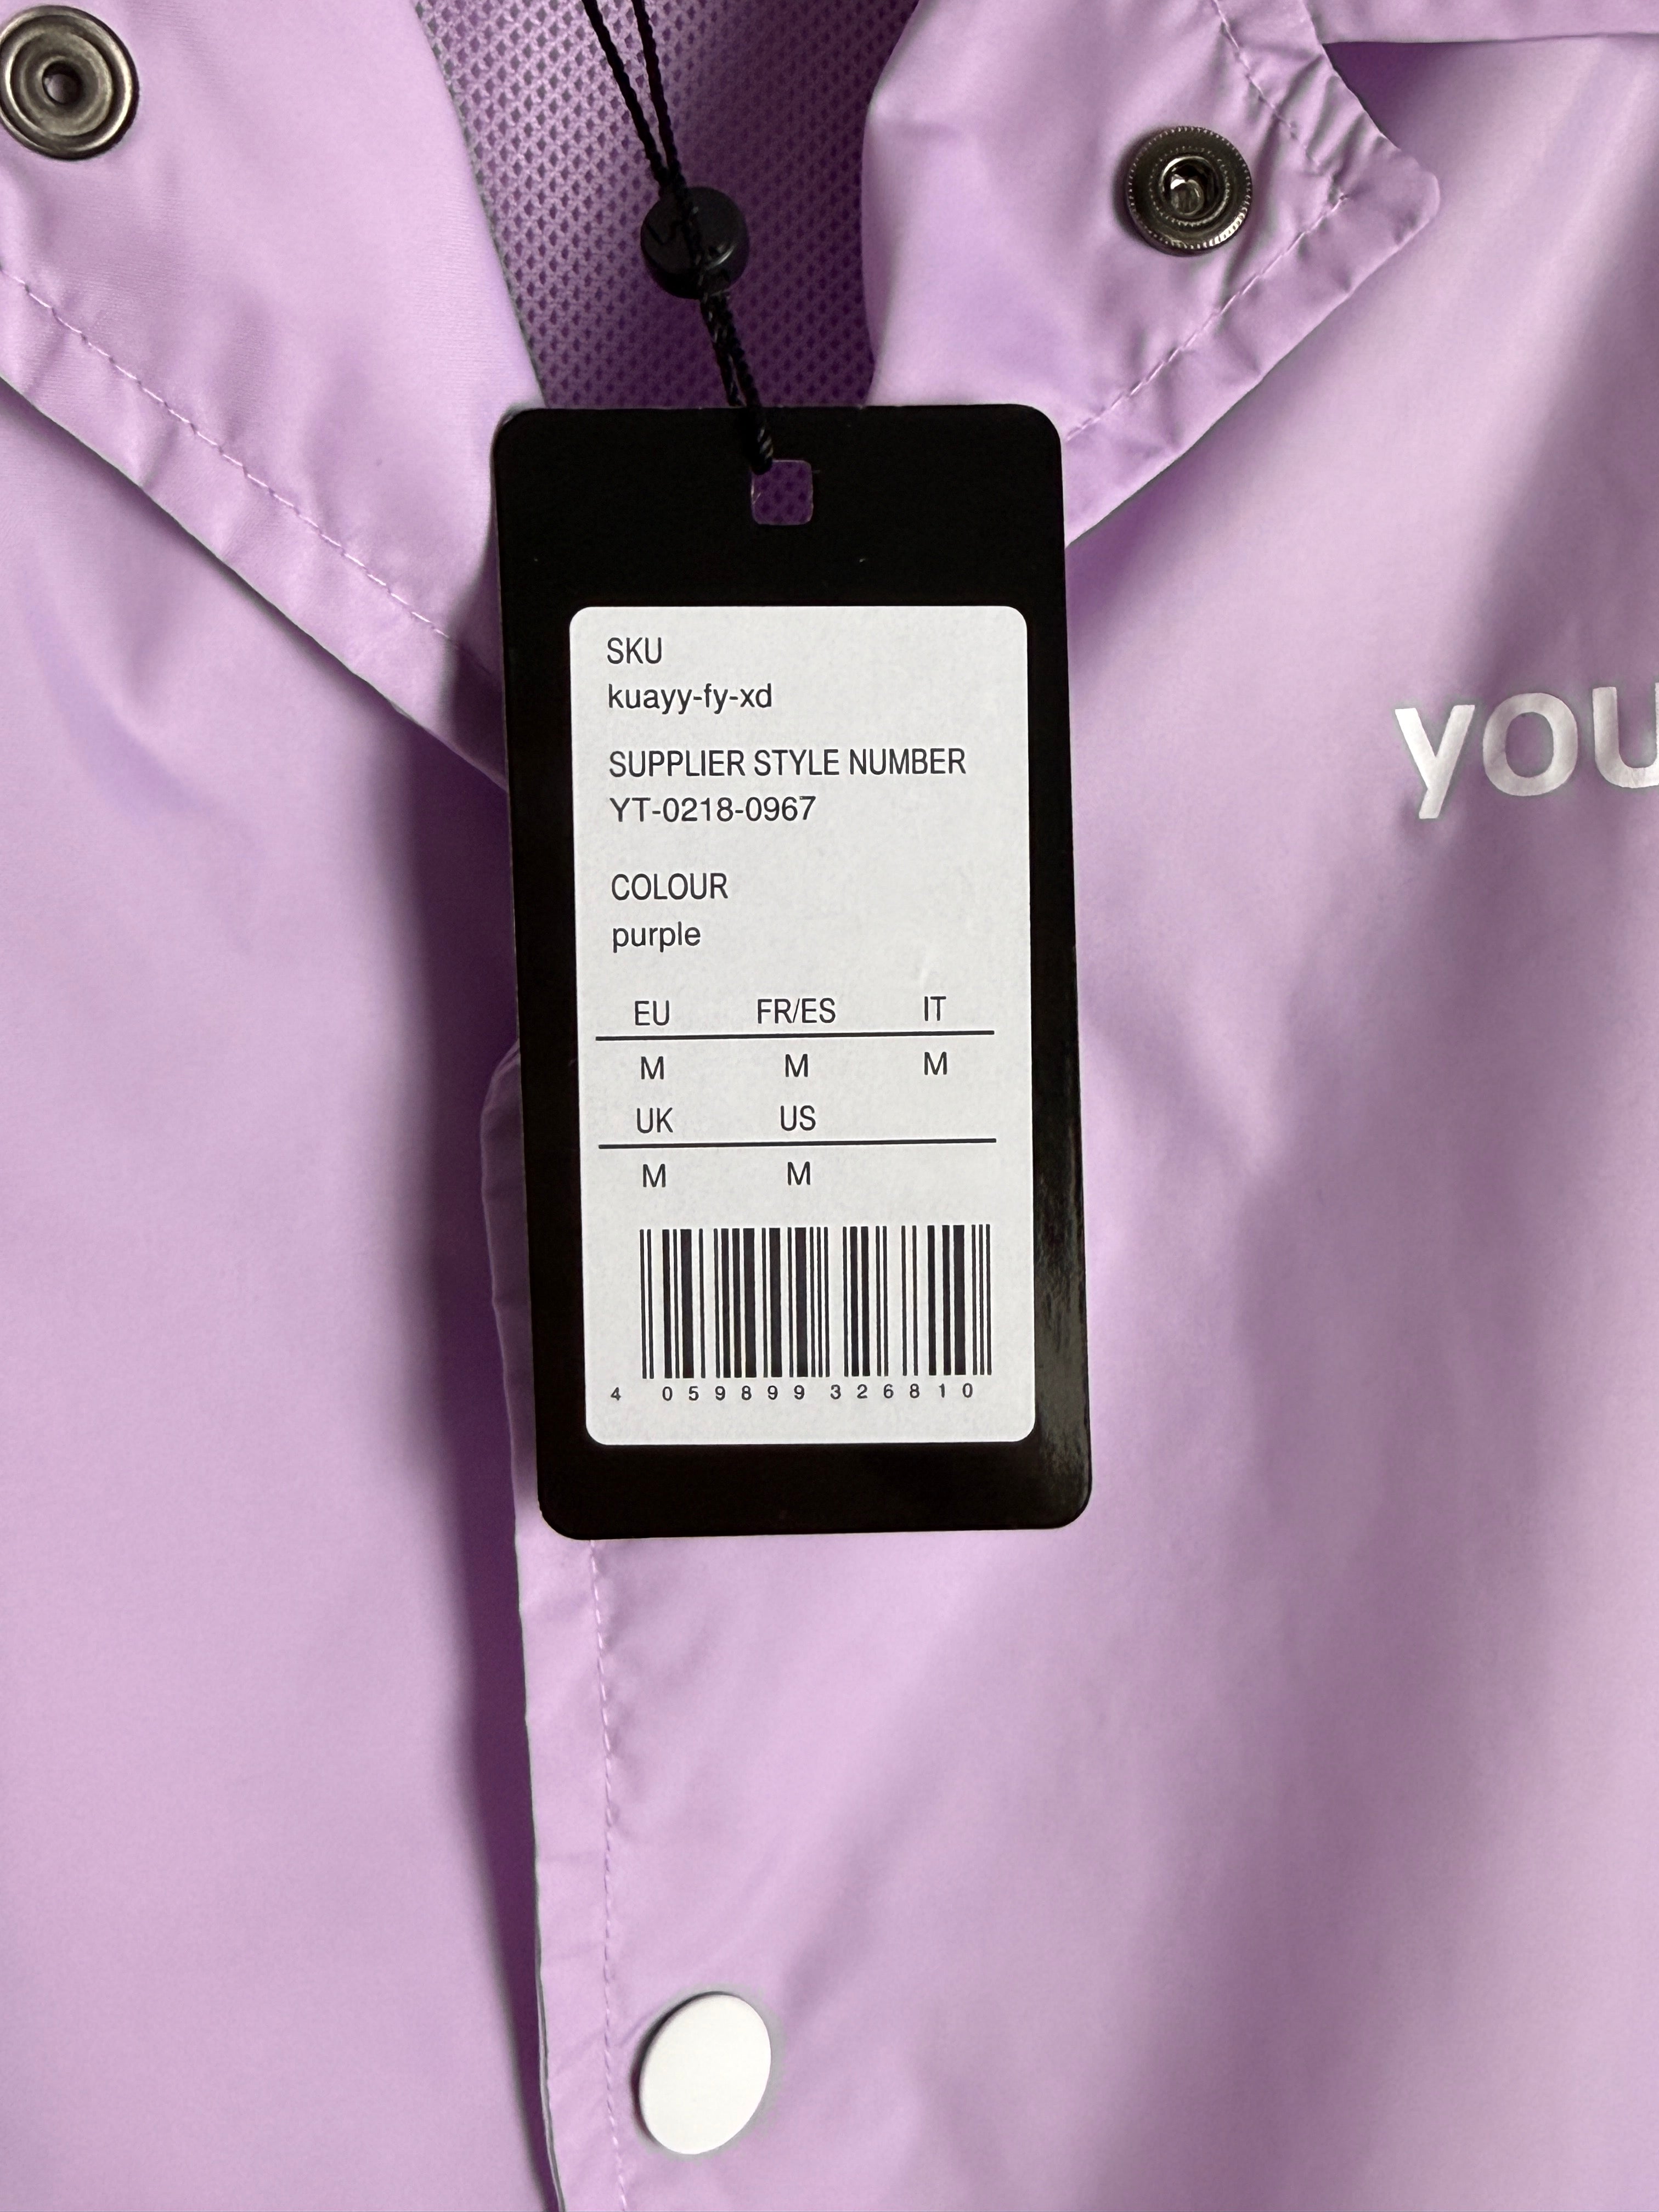 you
SKU
kuayy-fy-xd
SUPPLIER STYLE NUMBER
YT-0218-0967
COLOUR
purple
EU FR/ES IT
M M M
UK US
M M
4 059899 326810